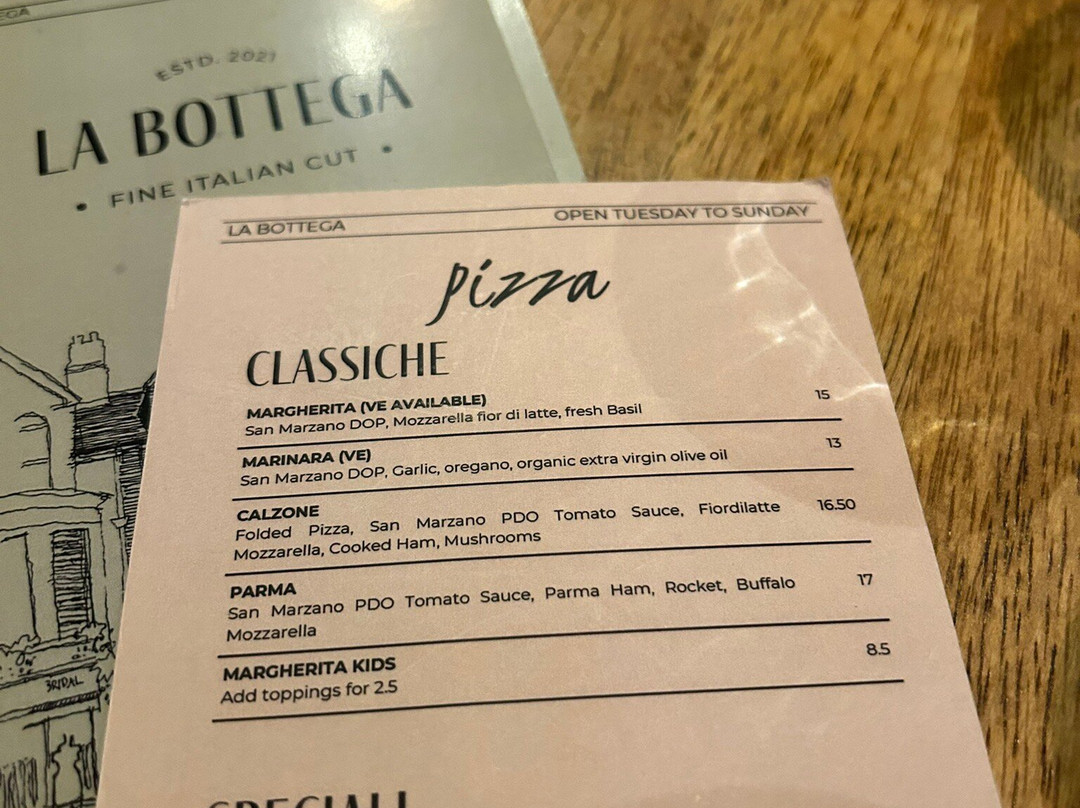 ESTD. 2021
LA BOTTEGA
• FINE ITALIAN CUT •
LA BOTTEGA
OPEN TUESDAY TO SUNDAY
pizza
CLASSICHE
MARGHERITA (VE AVAILABLE) 15
San Marzano DOP, Mozzarella fior di latte, fresh Basil
MARINARA (VE) 13
San Marzano DOP, Garlic, oregano, organic extra virgin olive oil
CALZONE 16.50
Folded Pizza, San Marzano PDO Tomato Sauce, Fiordilatte
Mozzarella, Cooked Ham, Mushrooms
PARMA 17
San Marzano PDO Tomato Sauce, Parma Ham, Rocket, Buffalo
Mozzarella
MARGHERITA KIDS 8.5
Add toppings for 2.5
BRIDAL